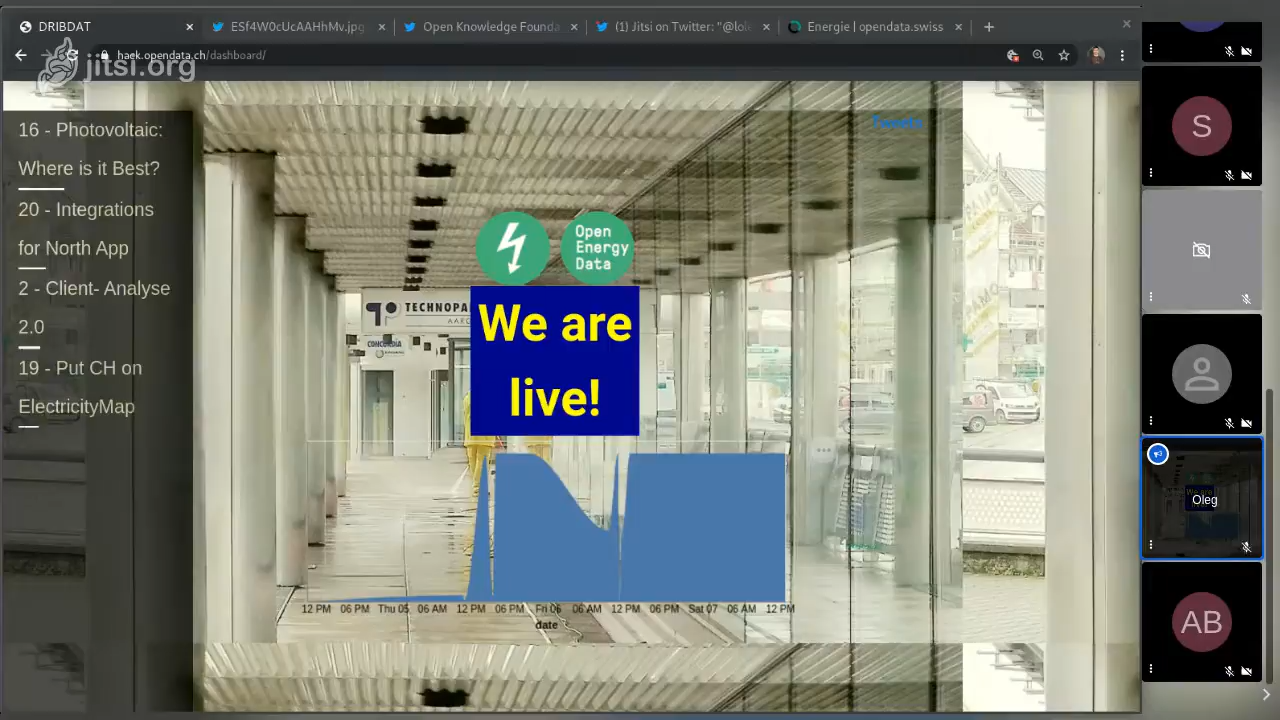 DRIBDAT
ESf4W0cUcAAHhMv.jpg
Open Knowledge Founda
(1) Jitsi on Twitter: "@lol
Energie | opendata.swiss
haek.opendata.ch/dashboard/
jitsi.org
16 - Photovoltaic:
Where is it Best?
20 - Integrations
for North App
2 - Client- Analyse
2.0
19 - Put CH on
ElectricityMap
Tweets
Open
Energy
Data
TECHNOPA
AARG
CONCORDIA
We are
live!
12 PM 06 PM Thu 05 06 AM 12 PM 06 PM Fri 06 06 AM 12 PM 06 PM Sat 07 06 AM 12 PM
date
S
Oleg
AB